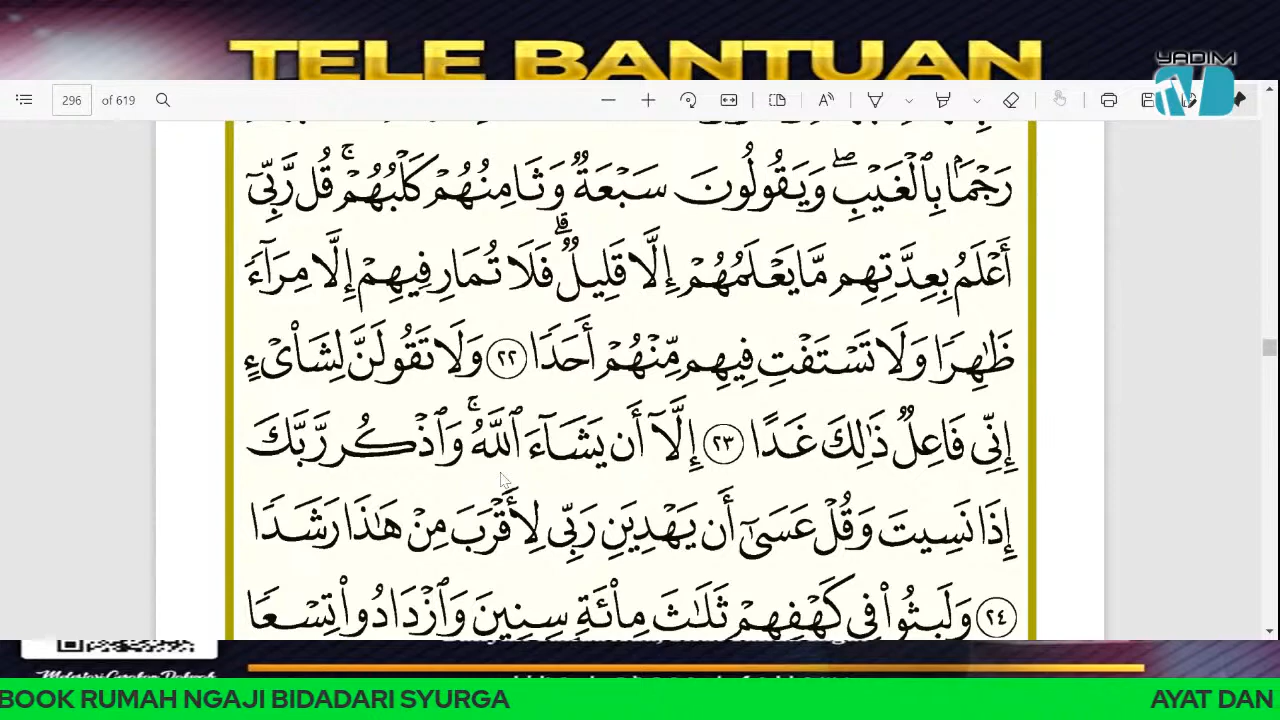 TELE BANTUAN
YADIM
296 of 619
رَجْمَۢا بِٱلْغَيْبِ ۖ وَيَقُولُونَ سَبْعَةٌ وَثَامِنُهُمْ كَلْبُهُمْ ۚ قُل رَّبِّىٓ
أَعْلَمُ بِعِدَّتِهِم مَّا يَعْلَمُهُمْ إِلَّا قَلِيلٌ ۗ فَلَا تُمَارِ فِيهِمْ إِلَّا مِرَآءً
ظَٰهِرًا وَلَا تَسْتَفْتِ فِيهِم مِّنْهُمْ أَحَدًا ٢٢ وَلَا تَقُولَنَّ لِشَا۟ىْءٍ
إِنِّى فَاعِلٌ ذَٰلِكَ غَدًا ٢٣ إِلَّآ أَن يَشَآءَ ٱللَّهُ ۚ وَٱذْكُر رَّبَّكَ
إِذَا نَسِيتَ وَقُلْ عَسَىٰٓ أَن يَهْدِيَنِ رَبِّى لِأَقْرَبَ مِنْ هَٰذَا رَشَدًا
٢٤ وَلَبِثُوا۟ فِى كَهْفِهِمْ ثَلَٰثَ مِا۟ئَةٍ سِنِينَ وَٱزْدَادُوا۟ تِسْعًا
BOOK RUMAH NGAJI BIDADARI SYURGA
AYAT DAN